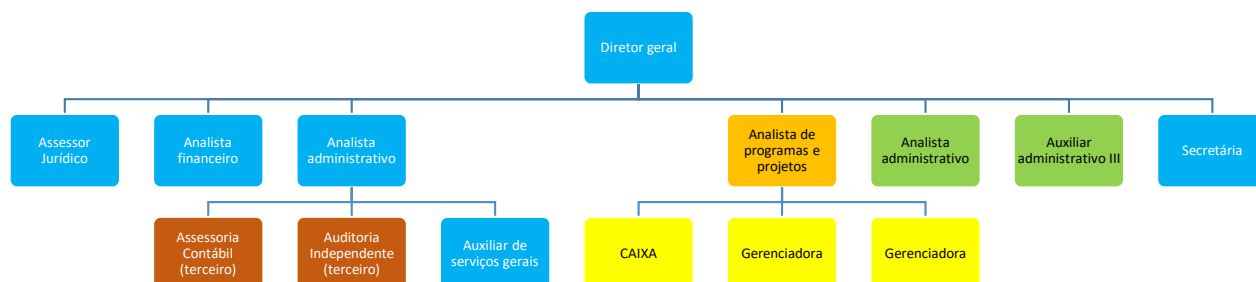 Diretor geral
Assessor
Jurídico
Analista
financeiro
Analista
administrativo
Analista de
programas e
projetos
Analista
administrativo
Auxiliar
administrativo III
Secretária
Assessoria
Contábil
(terceiro)
Auditoria
Independente
(terceiro)
Auxiliar de
serviços gerais
CAIXA
Gerenciadora
Gerenciadora